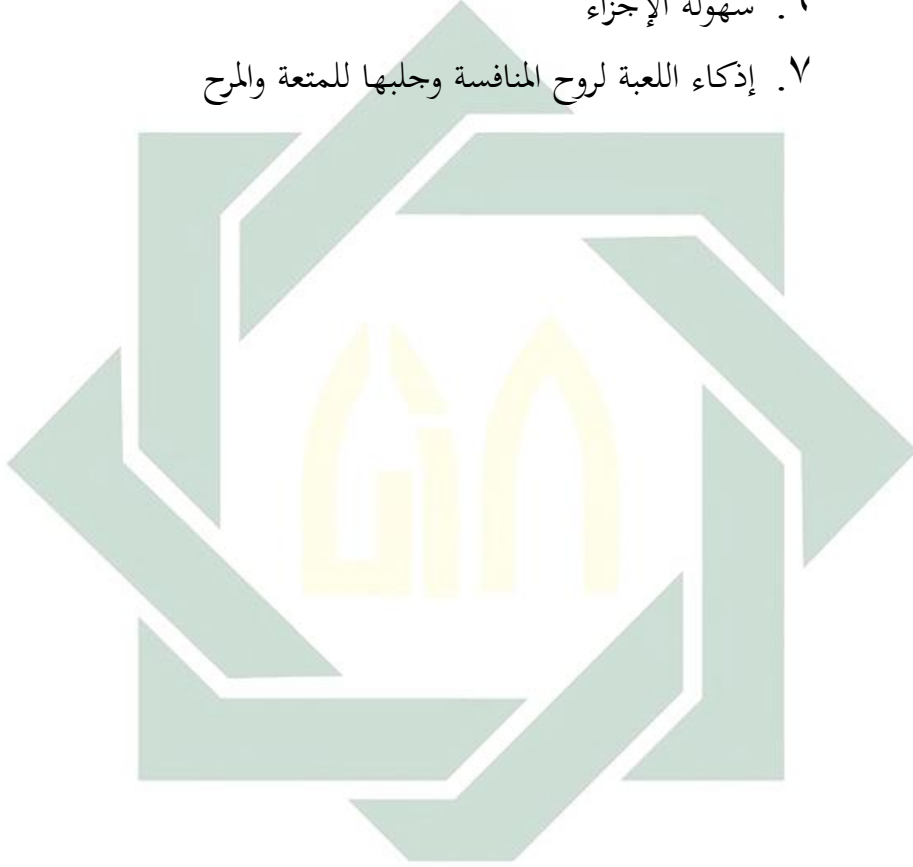 سهولة الإجزاء
٧. إذكاء اللعبة لروح المنافسة وجلبها للمتعة والمرح